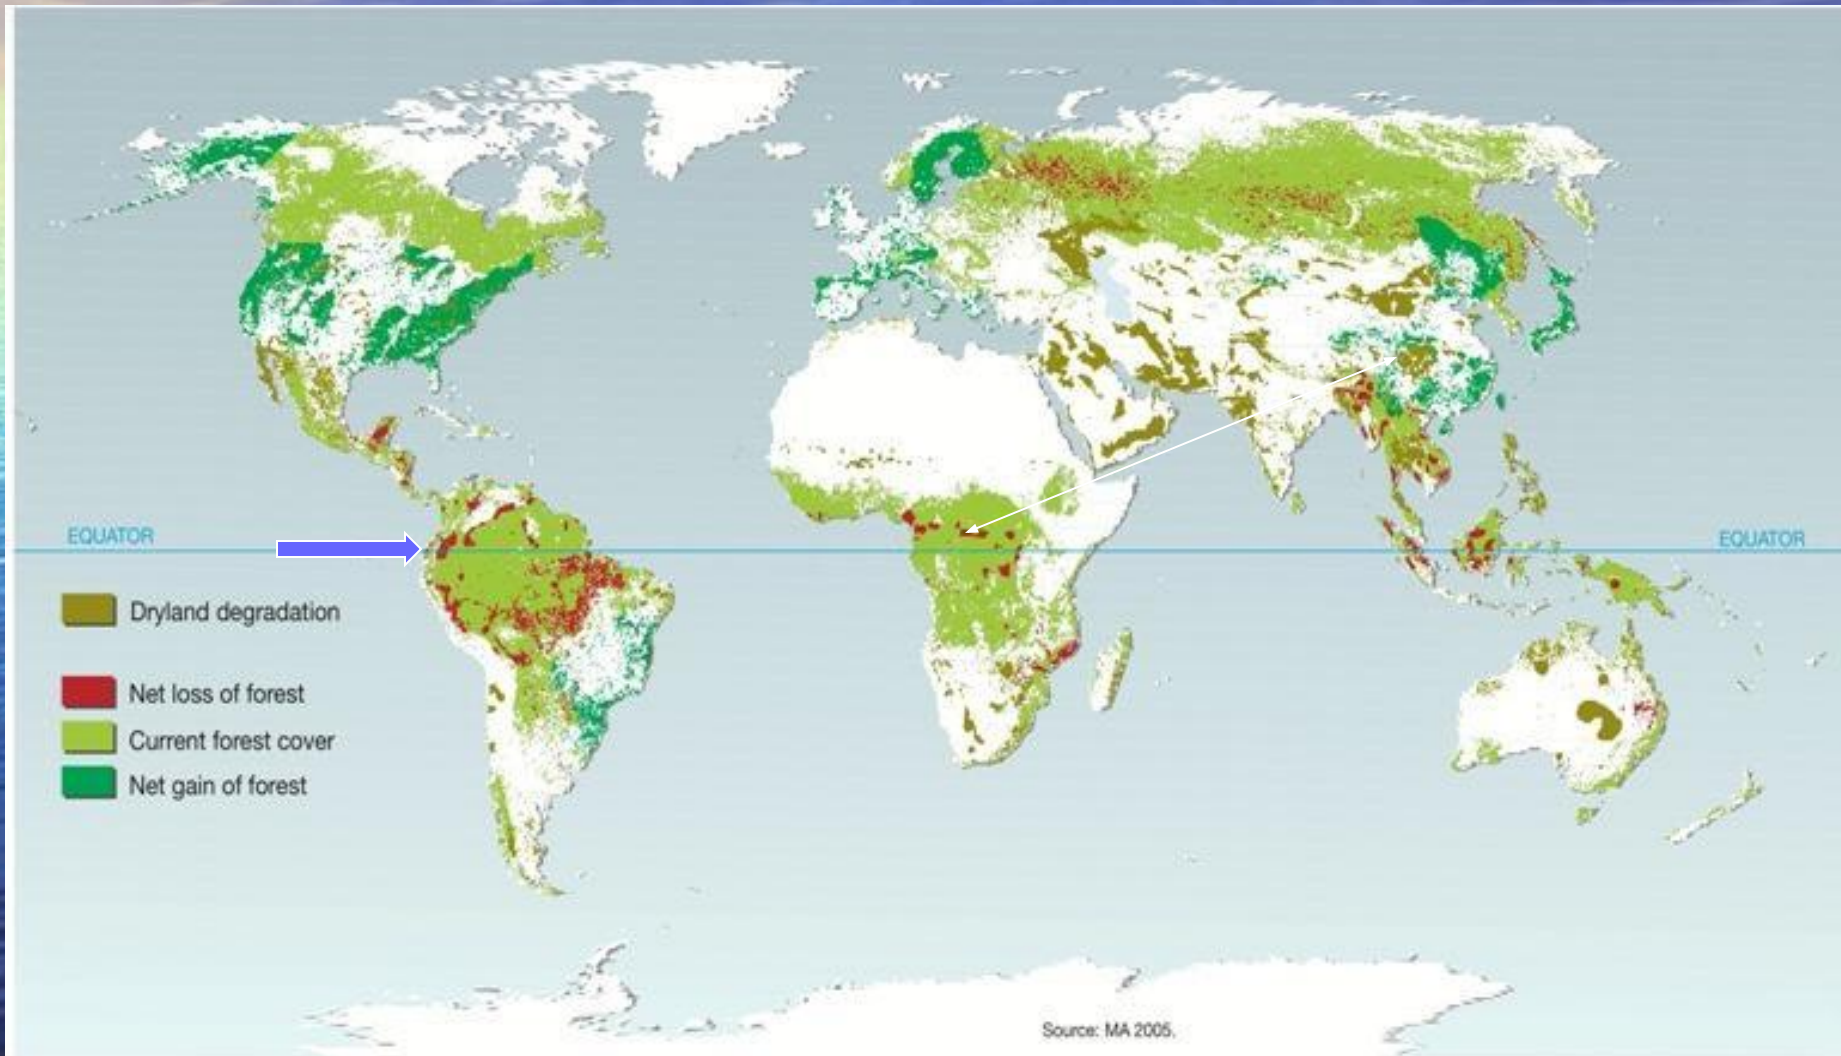 EQUATOR
EQUATOR
Dryland degradation
Net loss of forest
Current forest cover
Net gain of forest
Source: MA 2005.